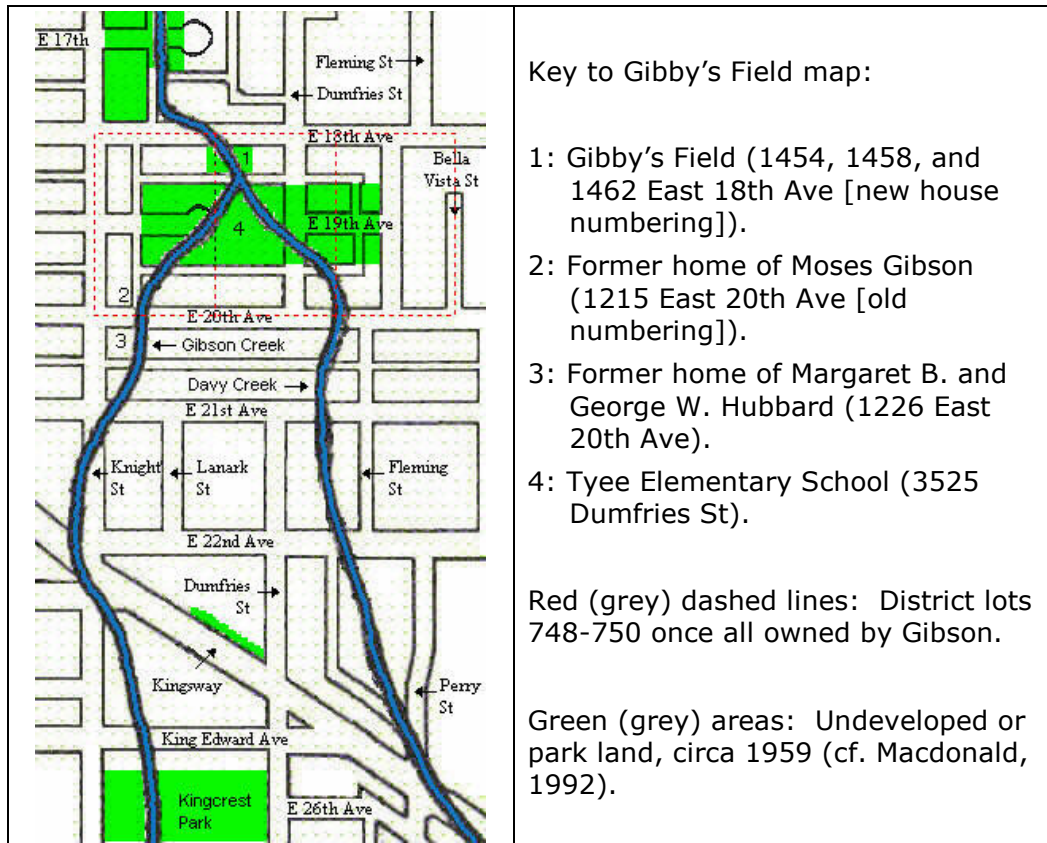 E 17th
Fleming St
Dumfries St
E 18th Ave
1
Bella
Vista St
E 19th Ave
4
2
E 20th Ave
3
Gibson Creek
Davy Creek
E 21st Ave
Knight
St
Lanark
St
Fleming
St
E 22nd Ave
Dumfries
St
Kingsway
Perry
St
King Edward Ave
Kingcrest
Park
E 26th Ave
Key to Gibby’s Field map:
1: Gibby’s Field (1454, 1458, and
1462 East 18th Ave [new house
numbering]).
2: Former home of Moses Gibson
(1215 East 20th Ave [old
numbering]).
3: Former home of Margaret B. and
George W. Hubbard (1226 East
20th Ave).
4: Tyee Elementary School (3525
Dumfries St).
Red (grey) dashed lines: District lots
748-750 once all owned by Gibson.
Green (grey) areas: Undeveloped or
park land, circa 1959 (cf. Macdonald,
1992).